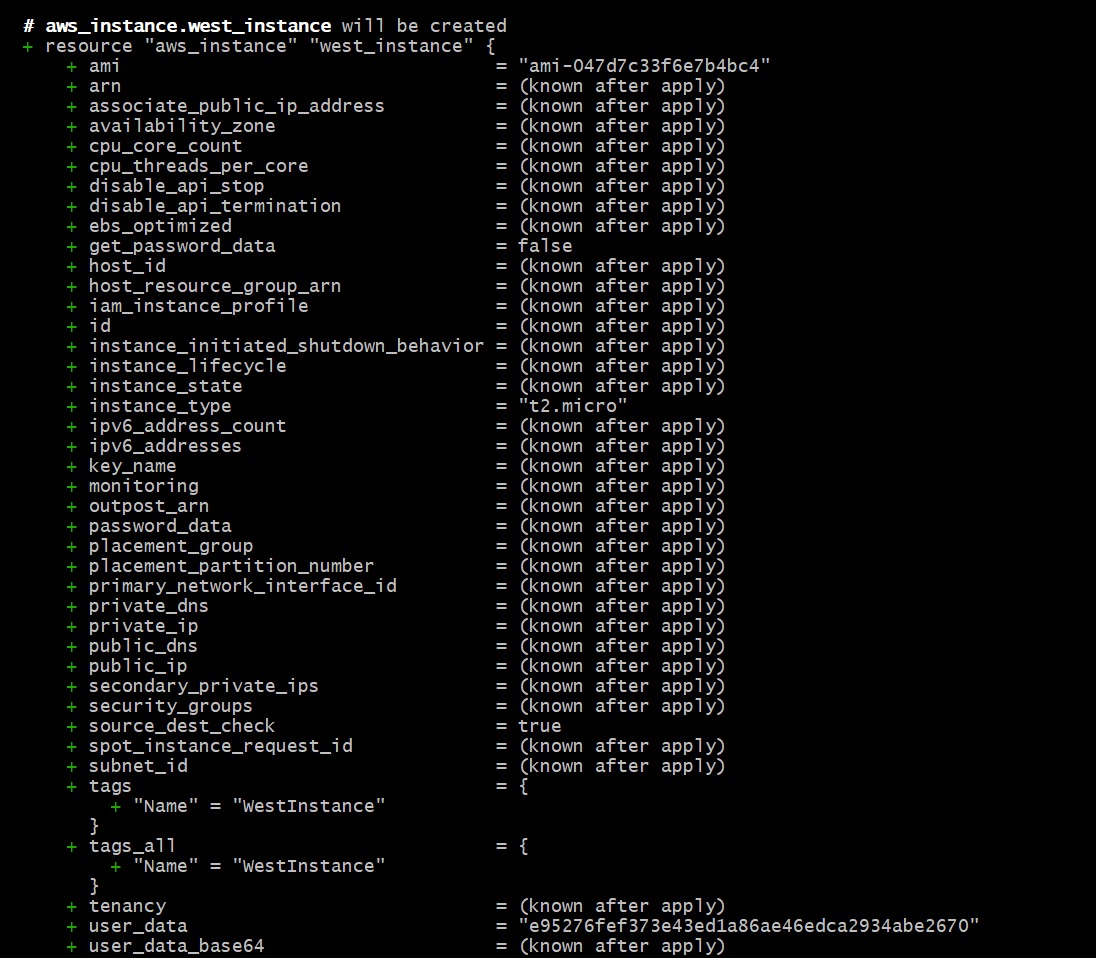 # aws_instance.west_instance will be created
+ resource "aws_instance" "west_instance" {
+ ami = "ami-047d7c33f6e7b4bc4"
+ arn = (known after apply)
+ associate_public_ip_address = (known after apply)
+ availability_zone = (known after apply)
+ cpu_core_count = (known after apply)
+ cpu_threads_per_core = (known after apply)
+ disable_api_stop = (known after apply)
+ disable_api_termination = (known after apply)
+ ebs_optimized = (known after apply)
+ get_password_data = false
+ host_id = (known after apply)
+ host_resource_group_arn = (known after apply)
+ iam_instance_profile = (known after apply)
+ id = (known after apply)
+ instance_initiated_shutdown_behavior = (known after apply)
+ instance_lifecycle = (known after apply)
+ instance_state = (known after apply)
+ instance_type = "t2.micro"
+ ipv6_address_count = (known after apply)
+ ipv6_addresses = (known after apply)
+ key_name = (known after apply)
+ monitoring = (known after apply)
+ outpost_arn = (known after apply)
+ password_data = (known after apply)
+ placement_group = (known after apply)
+ placement_partition_number = (known after apply)
+ primary_network_interface_id = (known after apply)
+ private_dns = (known after apply)
+ private_ip = (known after apply)
+ public_dns = (known after apply)
+ public_ip = (known after apply)
+ secondary_private_ips = (known after apply)
+ security_groups = (known after apply)
+ source_dest_check = true
+ spot_instance_request_id = (known after apply)
+ subnet_id = (known after apply)
+ tags = {
+ "Name" = "WestInstance"
}
+ tags_all = {
+ "Name" = "WestInstance"
}
+ tenancy = (known after apply)
+ user_data = "e95276fef373e43ed1a86ae46edca2934abe2670"
+ user_data_base64 = (known after apply)